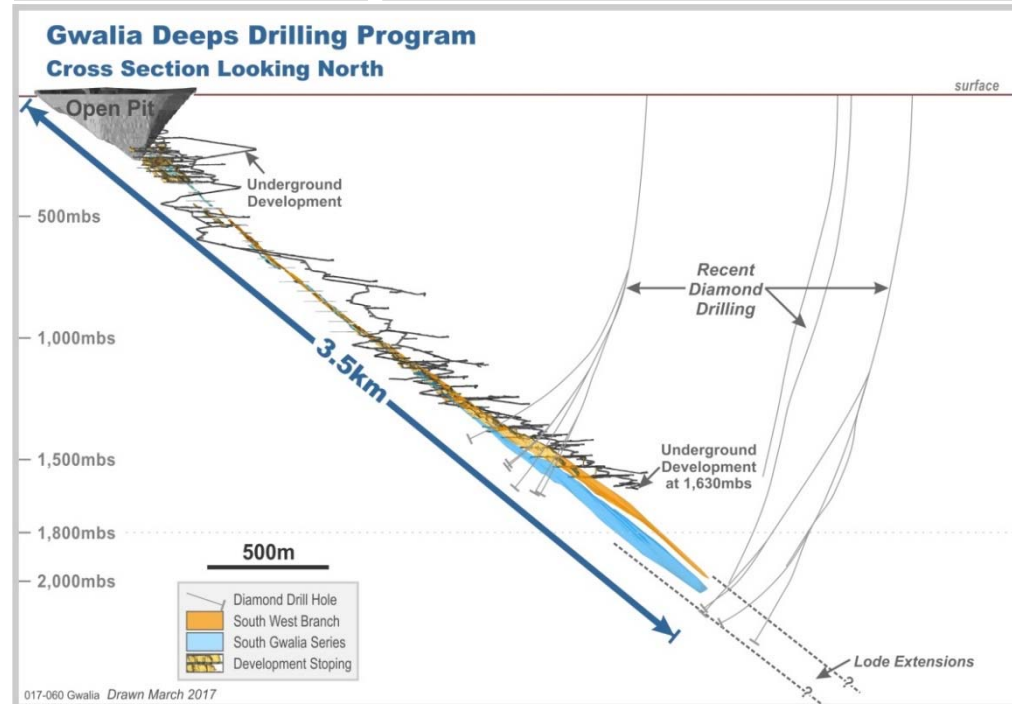 Gwalia Deeps Drilling Program
Cross Section Looking North
surface
Open Pit
Underground
Development
500mbs
Recent
Diamond
Drilling
1,000mbs
3.5km
1,500mbs
Underground
Development
at 1,630mbs
1,800mbs
500m
2,000mbs
Diamond Drill Hole
South West Branch
South Gwalia Series
Development Stoping
Lode Extensions
?
?
017-060 Gwalia Drawn March 2017